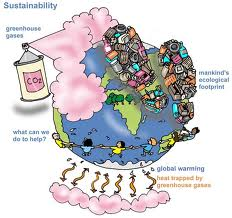 Sustainability
greenhouse
gases
CO2
mankind's
ecological
footprint
what can we
do to help?
global warming
heat trapped by
greenhouse gases